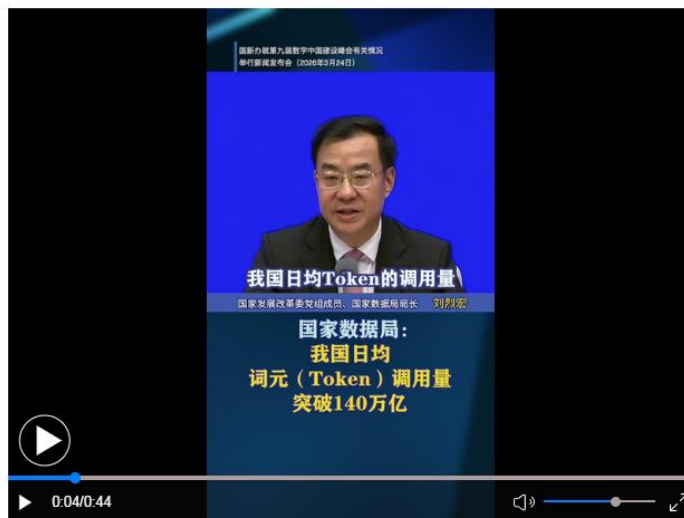 国新办就第九届数字中国建设峰会有关情况
举行新闻发布会（2026年3月24日）
我国日均Token的调用量
国家发展改革委党组成员、国家数据局局长 刘烈宏
国家数据局：
我国日均
词元（Token）调用量
突破140万亿
0:04/0:44